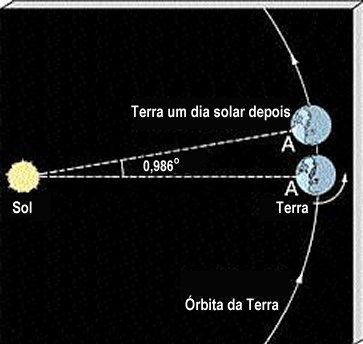 Terra um dia solar depois
A
0,986°
A
Sol
Terra
Órbita da Terra